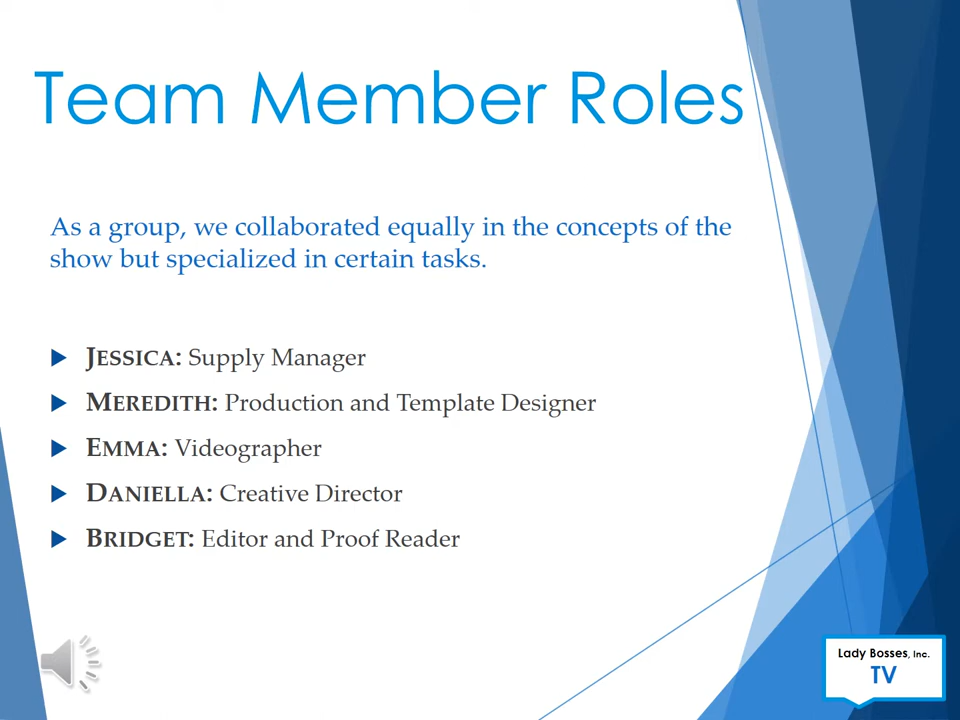 Team Member Roles
As a group, we collaborated equally in the concepts of the
show but specialized in certain tasks.
JESSICA: Supply Manager
MEREDITH: Production and Template Designer
EMMA: Videographer
DANIELLA: Creative Director
BRIDGET: Editor and Proof Reader
Lady Bosses, Inc.
TV